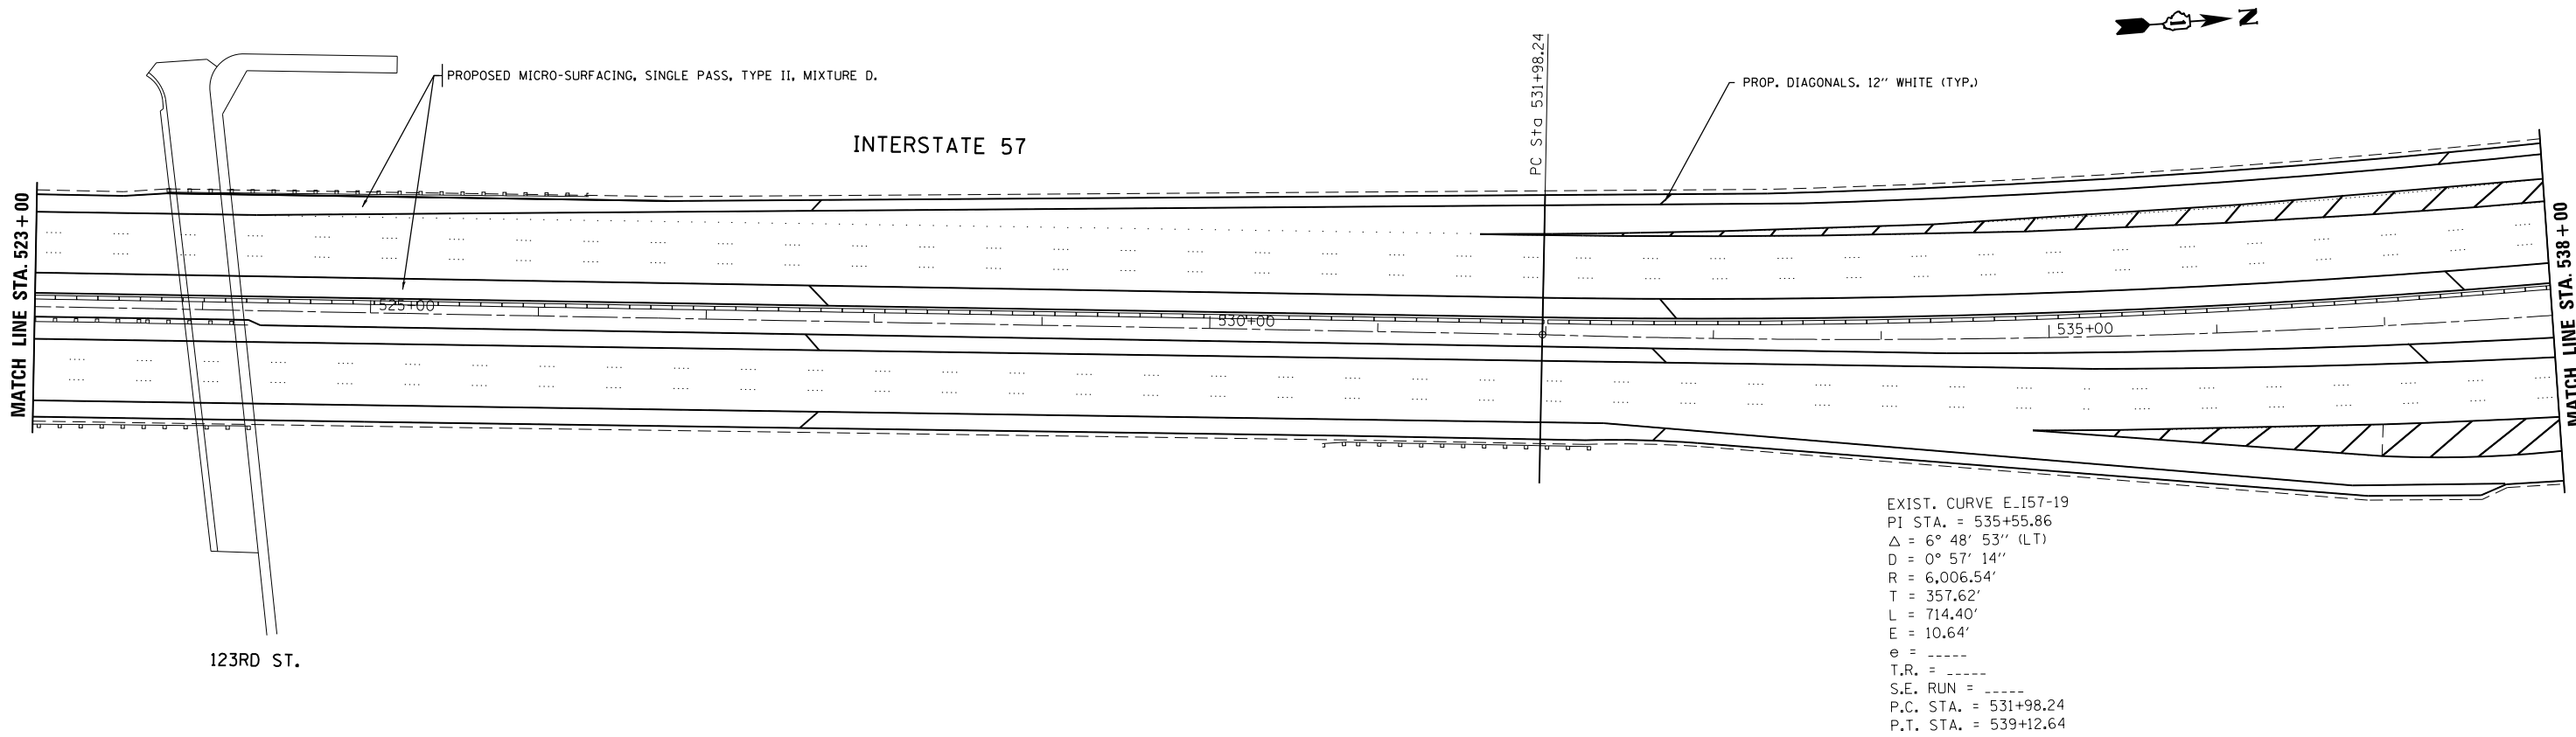 N
PC Sta 531+98.24
PROPOSED MICRO-SURFACING, SINGLE PASS, TYPE II, MIXTURE D.
PROP. DIAGONALS. 12'' WHITE (TYP.)
INTERSTATE 57
MATCH LINE STA. 523+00
MATCH LINE STA. 538+00
525+00
530+00
535+00
EXIST. CURVE E_I57-19
PI STA. = 535+55.86
△ = 6° 48' 53'' (LT)
D = 0° 57' 14''
R = 6,006.54'
T = 357.62'
L = 714.40'
E = 10.64'
e = _____
T.R. = _____
S.E. RUN = _____
P.C. STA. = 531+98.24
P.T. STA. = 539+12.64
123RD ST.